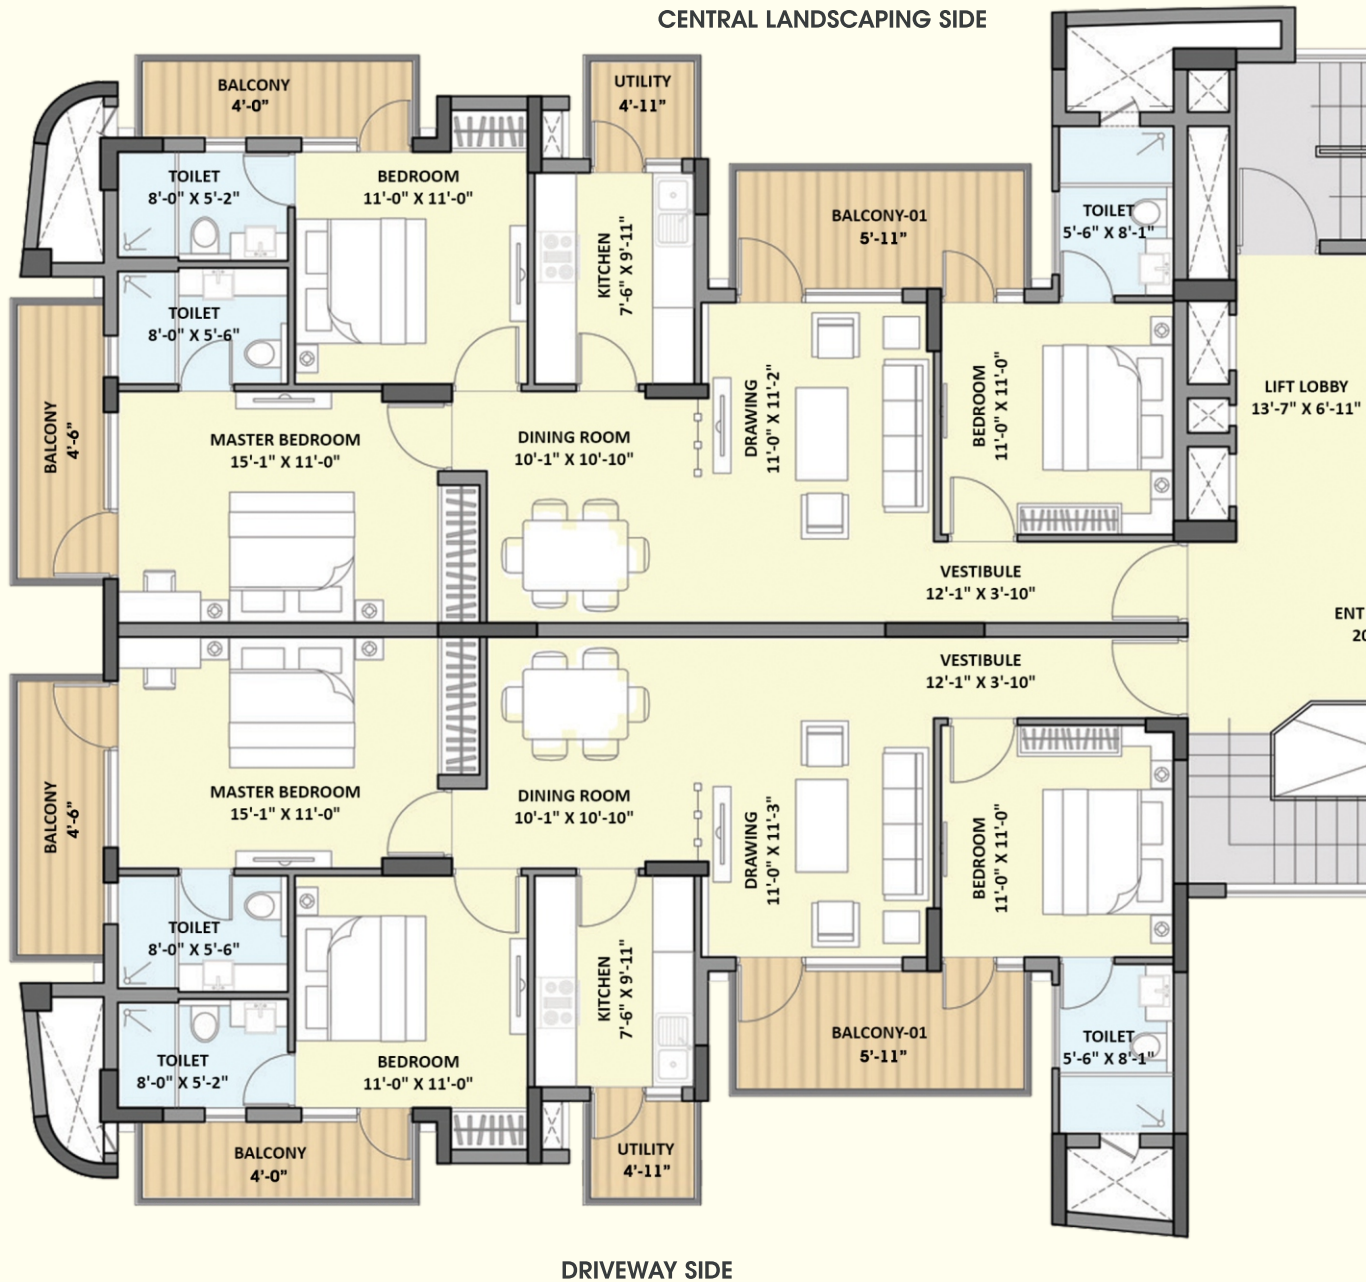 CENTRAL LANDSCAPING SIDE
BALCONY
4'-0"
UTILITY
4'-11"
TOILET
8'-0" X 5'-2"
BEDROOM
11'-0" X 11'-0"
KITCHEN
7'-6" X 9'-11"
BALCONY-01
5'-11"
TOILET
5'-6" X 8'-1"
TOILET
8'-0" X 5'-6"
BALCONY
4'-6"
MASTER BEDROOM
15'-1" X 11'-0"
DINING ROOM
10'-1" X 10'-10"
DRAWING
11'-0" X 11'-2"
BEDROOM
11'-0" X 11'-0"
LIFT LOBBY
13'-7" X 6'-11"
VESTIBULE
12'-1" X 3'-10"
ENT
20
VESTIBULE
12'-1" X 3'-10"
BALCONY
4'-6"
MASTER BEDROOM
15'-1" X 11'-0"
DINING ROOM
10'-1" X 10'-10"
DRAWING
11'-0" X 11'-3"
BEDROOM
11'-0" X 11'-0"
TOILET
8'-0" X 5'-6"
KITCHEN
7'-6" X 9'-11"
TOILET
8'-0" X 5'-2"
BEDROOM
11'-0" X 11'-0"
BALCONY-01
5'-11"
TOILET
5'-6" X 8'-1"
BALCONY
4'-0"
UTILITY
4'-11"
DRIVEWAY SIDE